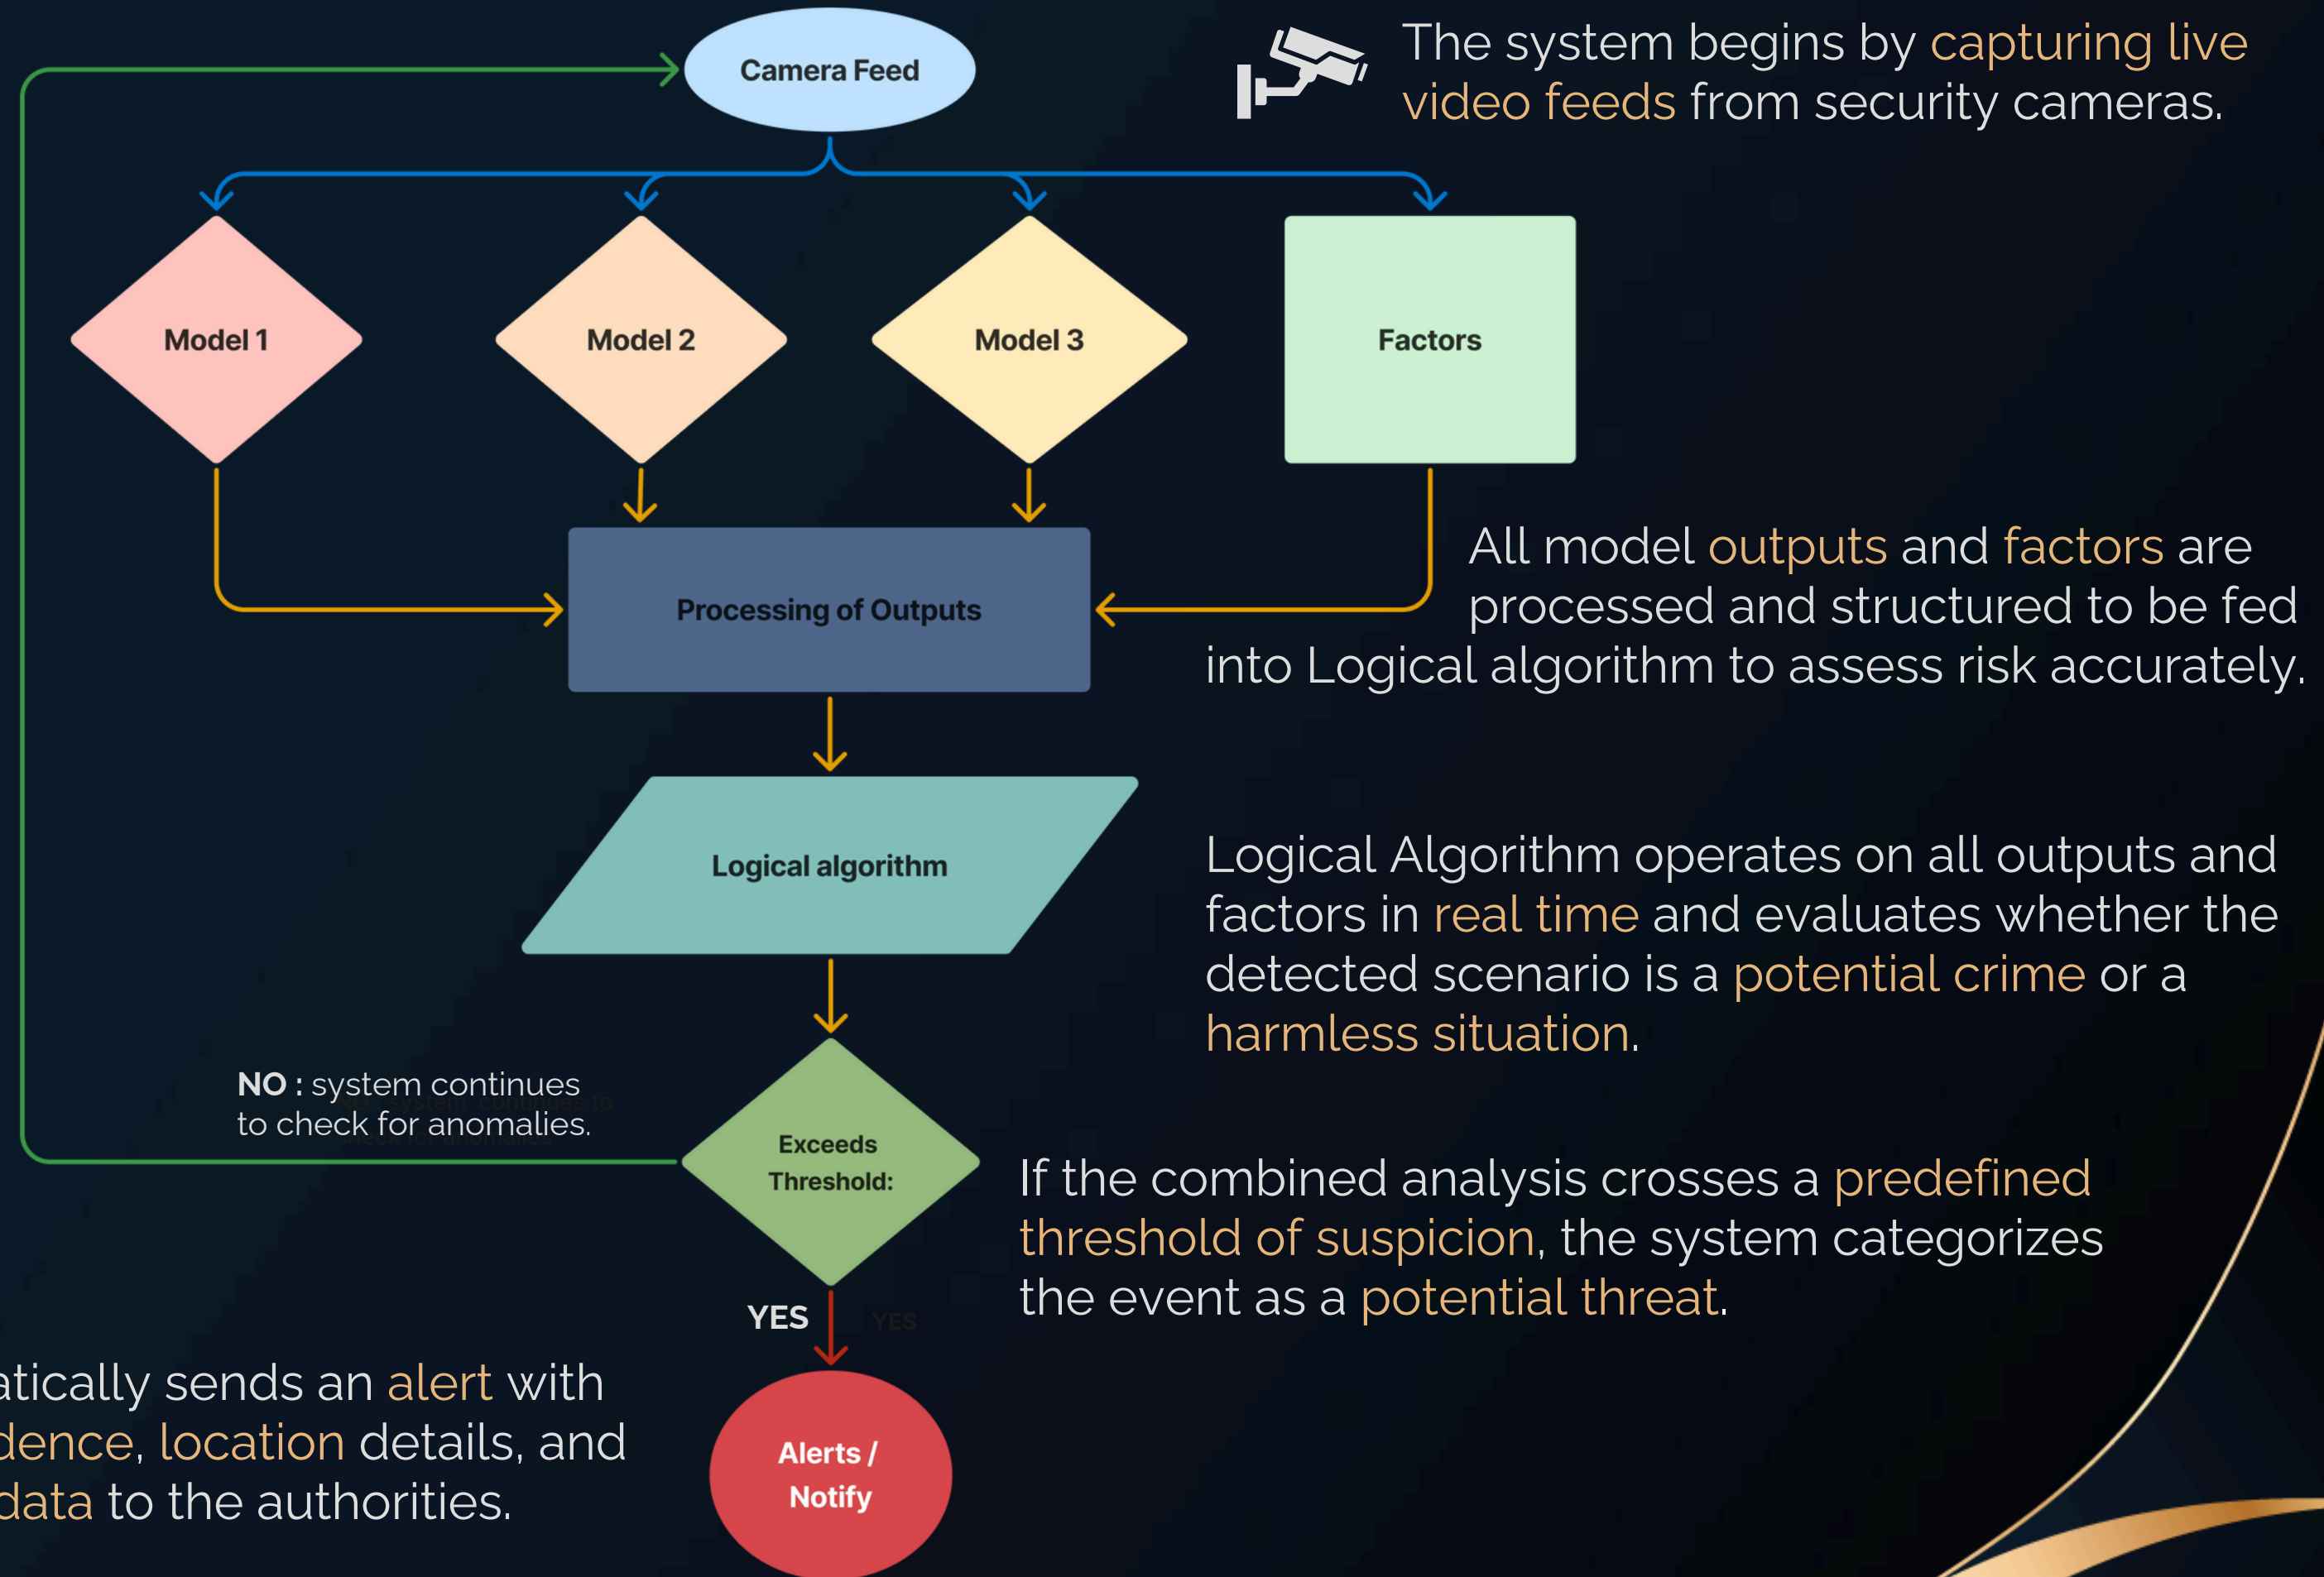 Camera Feed
The system begins by capturing live
video feeds from security cameras.
Model 1
Model 2
Model 3
Factors
Processing of Outputs
All model outputs and factors are
processed and structured to be fed
into Logical algorithm to assess risk accurately.
Logical algorithm
Logical Algorithm operates on all outputs and
factors in real time and evaluates whether the
detected scenario is a potential crime or a
harmless situation.
NO : system continues
to check for anomalies.
Exceeds
Threshold:
If the combined analysis crosses a predefined
threshold of suspicion, the system categorizes
the event as a potential threat.
YES
YES
atically sends an alert with
dence, location details, and
data to the authorities.
Alerts /
Notify